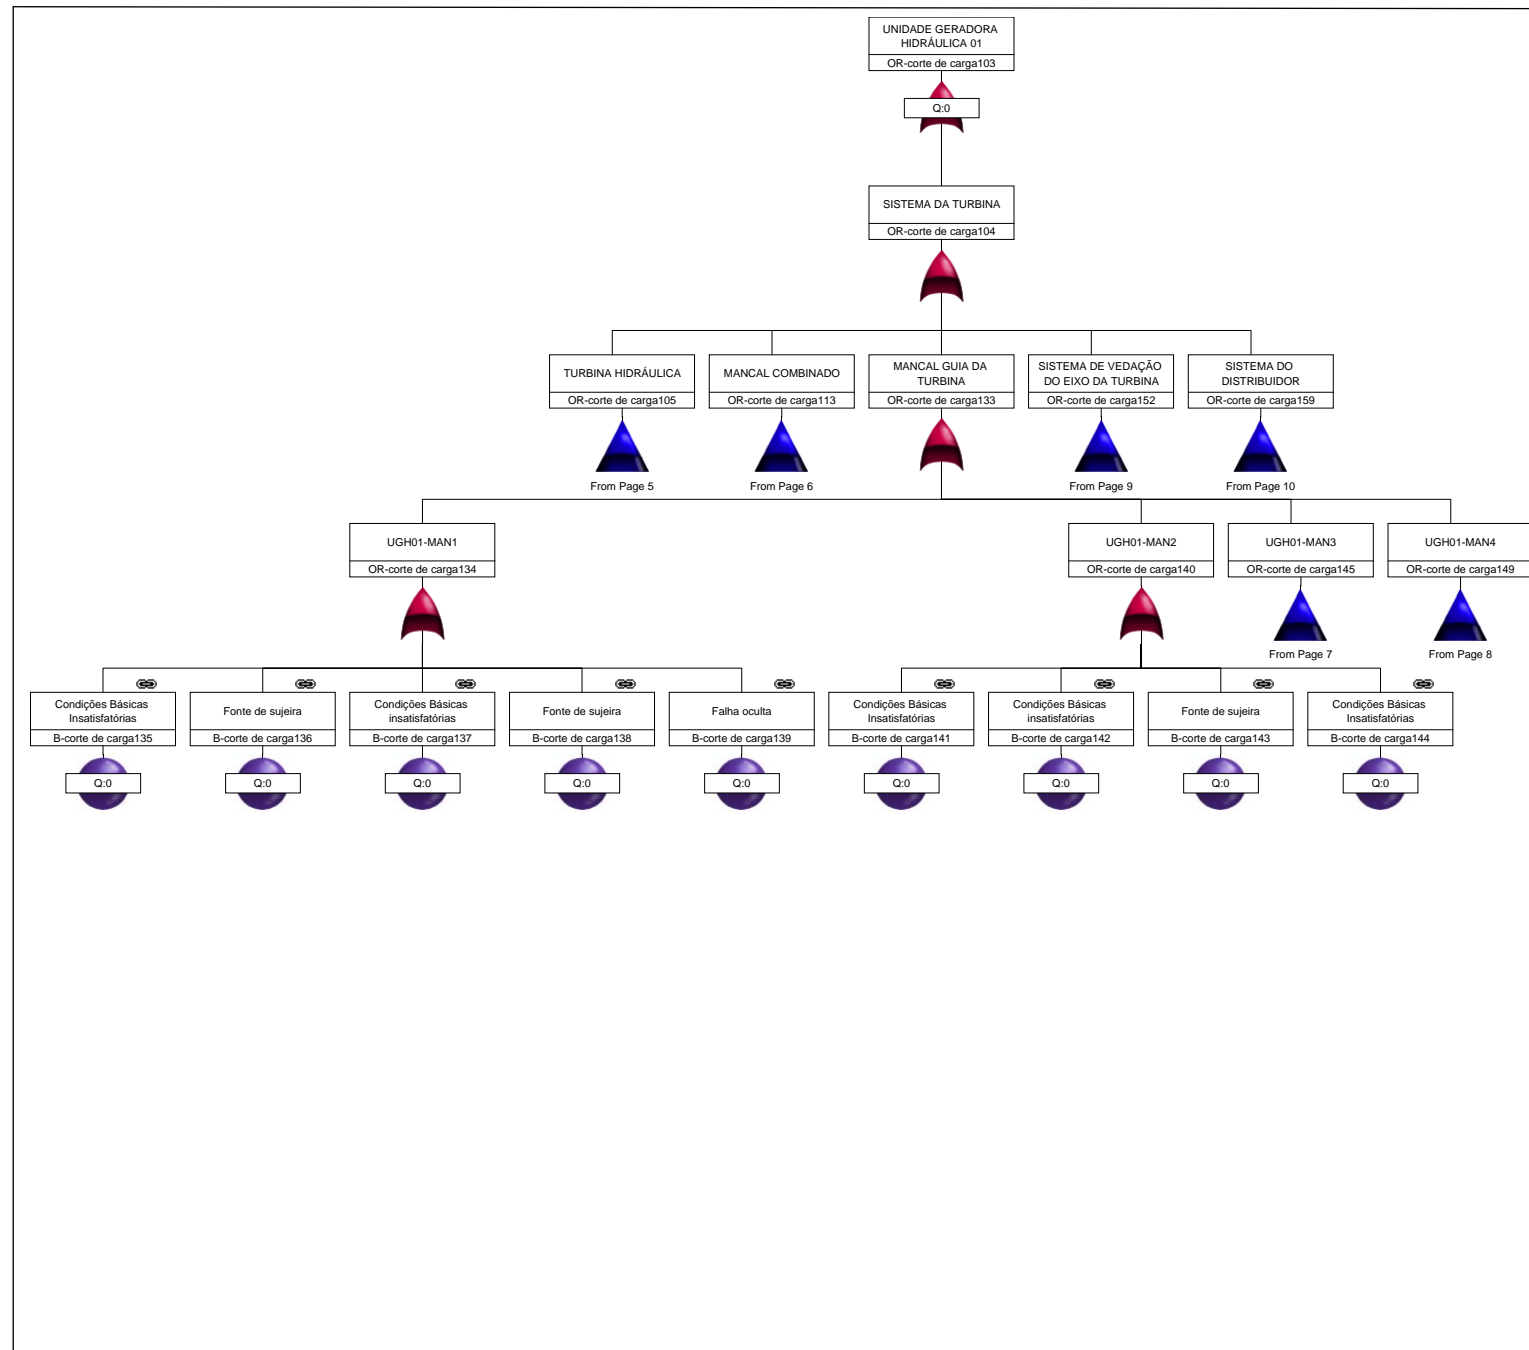 UNIDADE GERADORA
HIDRÁULICA 01
OR-corte de carga103
Q:0
SISTEMA DA TURBINA
OR-corte de carga104
TURBINA HIDRÁULICA
OR-corte de carga105
From Page 5
MANCAL COMBINADO
OR-corte de carga113
From Page 6
MANCAL GUIA DA
TURBINA
OR-corte de carga133
SISTEMA DE VEDAÇÃO
DO EIXO DA TURBINA
OR-corte de carga152
From Page 9
SISTEMA DO
DISTRIBUIDOR
OR-corte de carga159
From Page 10
UGH01-MAN1
OR-corte de carga134
UGH01-MAN2
OR-corte de carga140
UGH01-MAN3
OR-corte de carga145
From Page 7
UGH01-MAN4
OR-corte de carga149
From Page 8
Condições Básicas
Insatisfatórias
B-corte de carga135
Q:0
Fonte de sujeira
B-corte de carga136
Q:0
Condições Básicas
insatisfatórias
B-corte de carga137
Q:0
Fonte de sujeira
B-corte de carga138
Q:0
Falha oculta
B-corte de carga139
Q:0
Condições Básicas
Insatisfatórias
B-corte de carga141
Q:0
Condições Básicas
insatisfatórias
B-corte de carga142
Q:0
Fonte de sujeira
B-corte de carga143
Q:0
Condições Básicas
Insatisfatórias
B-corte de carga144
Q:0